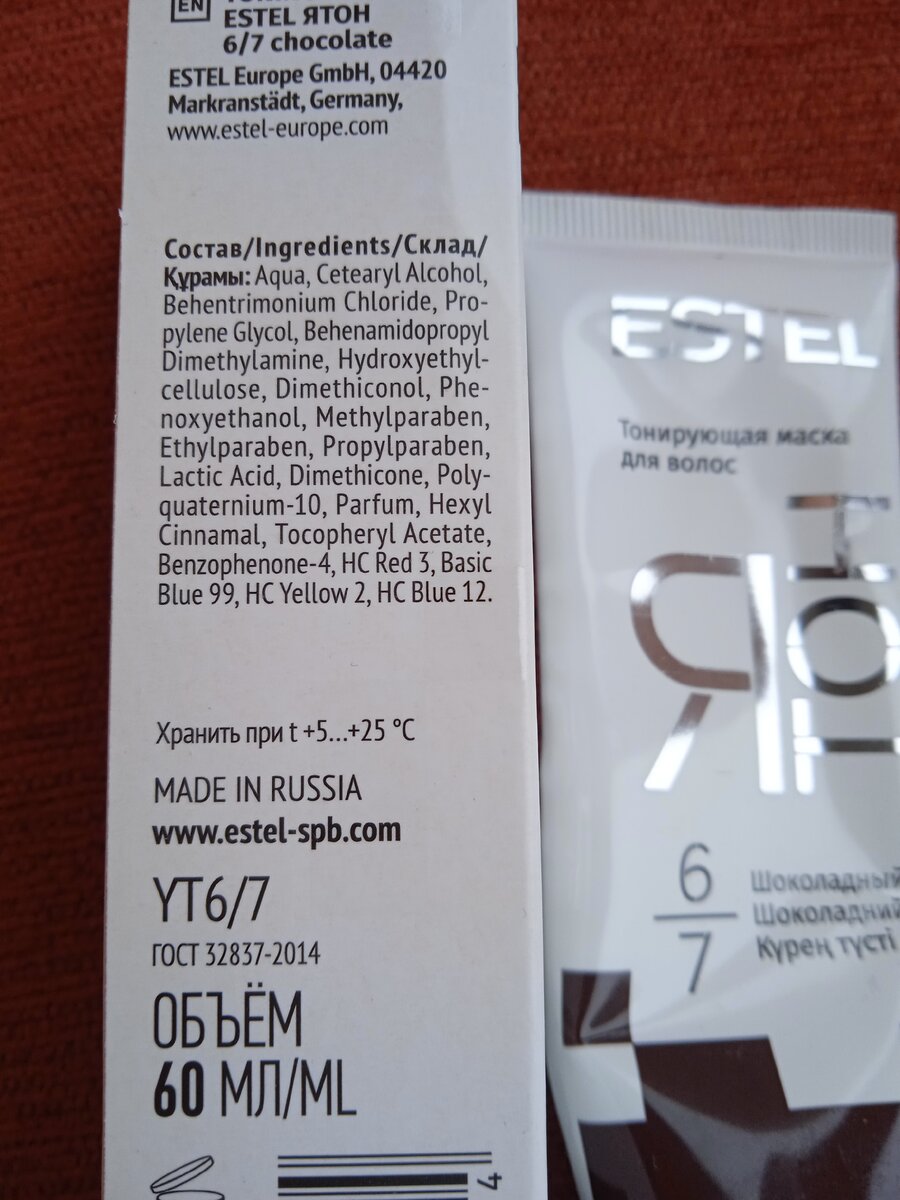 EN
ESTEL ЯТОН
6/7 chocolate
ESTEL Europe GmbH, 04420
Markranstädt, Germany,
www.estel-europe.com
Состав/Ingredients/Склад/
Құрамы: Aqua, Cetearyl Alcohol,
Behentrimonium Chloride, Pro-
pylene Glycol, Behenamidopropyl
Dimethylamine, Hydroxyethyl-
cellulose, Dimethiconol, Phe-
noxyethanol, Methylparaben,
Ethylparaben, Propylparaben,
Lactic Acid, Dimethicone, Poly-
quaternium-10, Parfum, Hexyl
Cinnamal, Tocopheryl Acetate,
Benzophenone-4, HC Red 3, Basic
Blue 99, HC Yellow 2, HC Blue 12.
Хранить при t +5...+25 °C
MADE IN RUSSIA
www.estel-spb.com
YT6/7
ГОСТ 32837-2014
ОБЪЁМ
60 МЛ/ML
4
ESTEL
Тонирующая маска
для волос
Я
ТОН
6
7
Шоколадный
Шоколадний
Күрең түсті